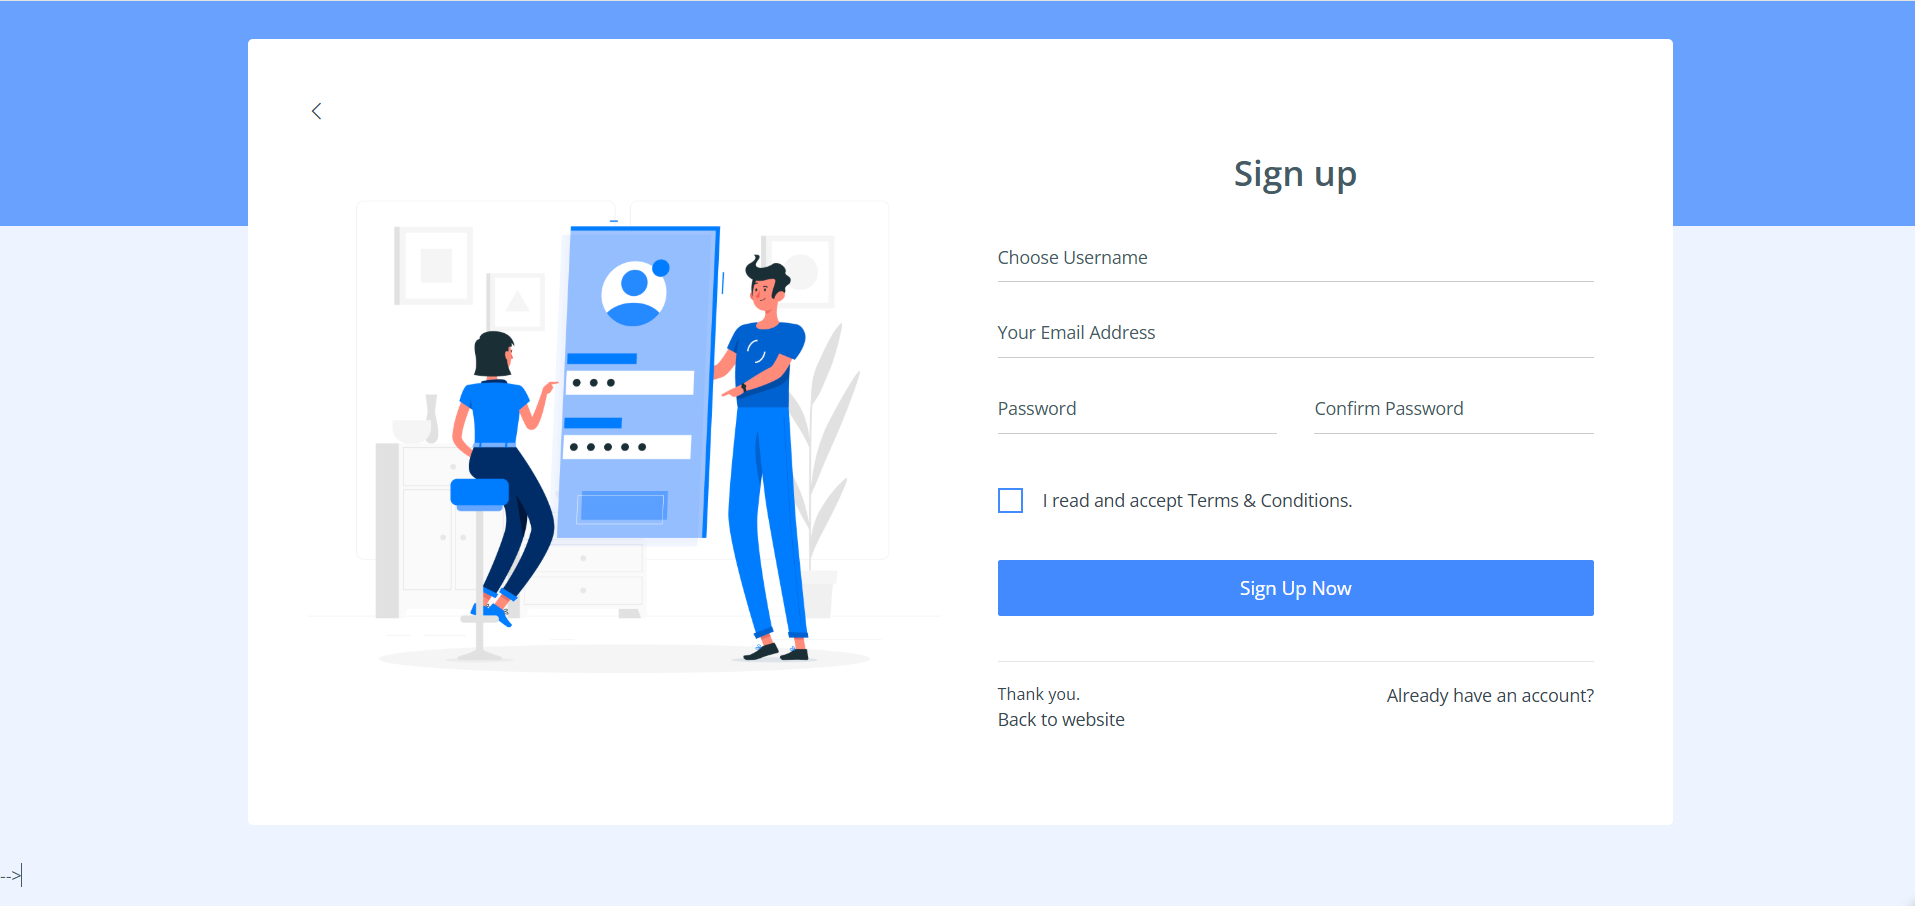 Sign up
Choose Username
Your Email Address
Password
Confirm Password
I read and accept Terms & Conditions.
Sign Up Now
Thank you.
Already have an account?
Back to website
-->